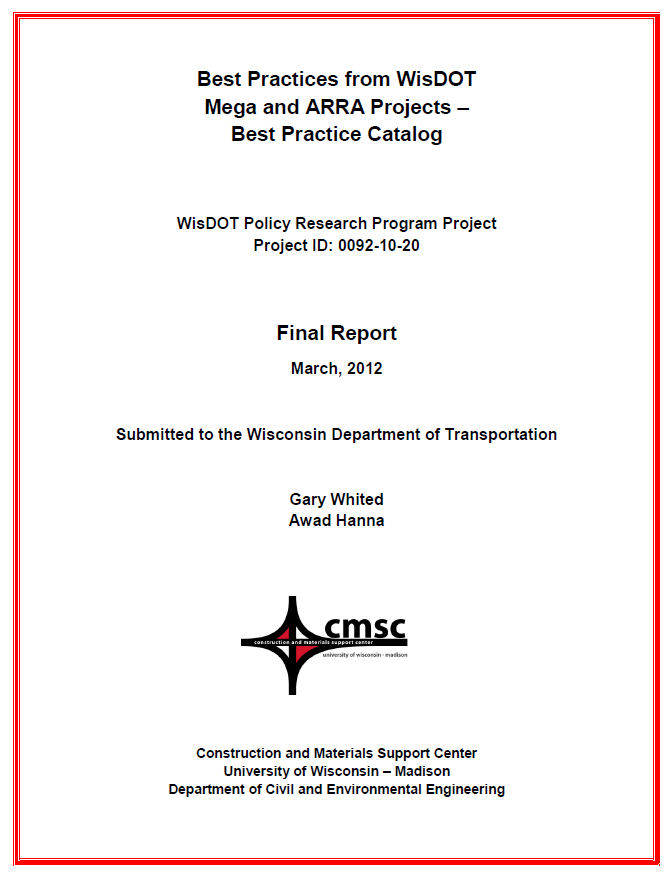 Best Practices from WisDOT
Mega and ARRA Projects –
Best Practice Catalog
WisDOT Policy Research Program Project
Project ID: 0092-10-20
Final Report
March, 2012
Submitted to the Wisconsin Department of Transportation
Gary Whited
Awad Hanna
cmsc
construction and materials support center
university of wisconsin - madison
Construction and Materials Support Center
University of Wisconsin – Madison
Department of Civil and Environmental Engineering